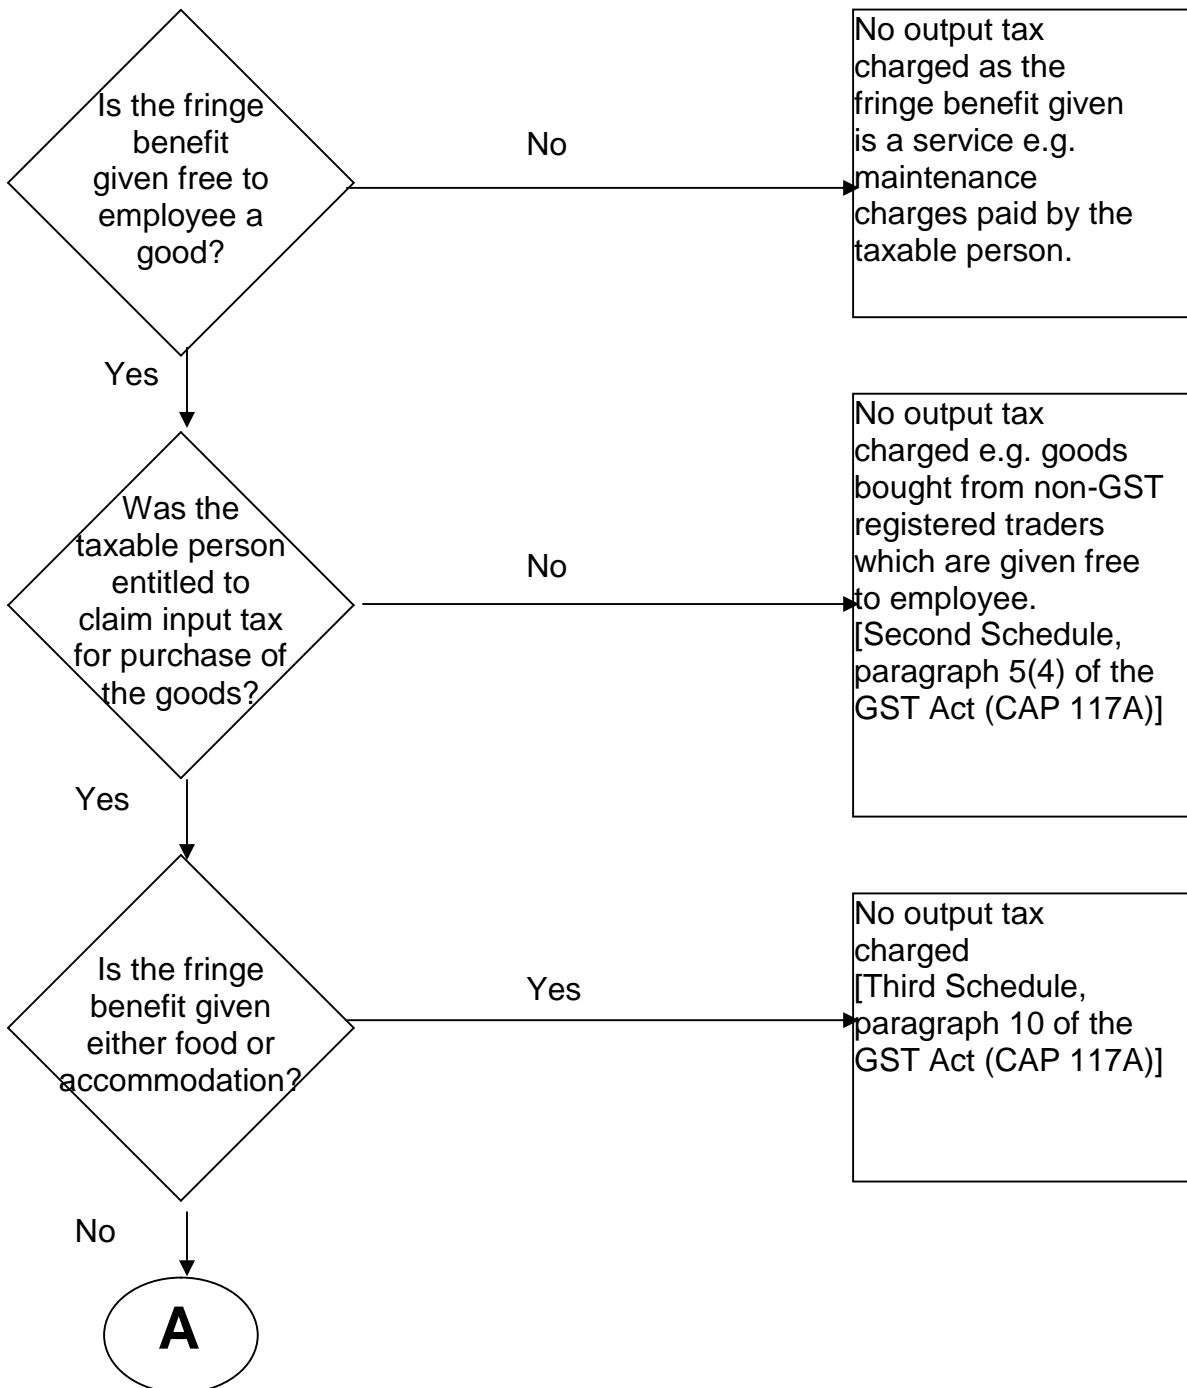 Is the fringe
benefit
given free to
employee a
good?
No
No output tax
charged as the
fringe benefit given
is a service e.g.
maintenance
charges paid by the
taxable person.
Yes
Was the
taxable person
entitled to
claim input tax
for purchase of
the goods?
No
No output tax
charged e.g. goods
bought from non-GST
registered traders
which are given free
to employee.
[Second Schedule,
paragraph 5(4) of the
GST Act (CAP 117A)]
Yes
Is the fringe
benefit given
either food or
accommodation?
Yes
No output tax
charged
[Third Schedule,
paragraph 10 of the
GST Act (CAP 117A)]
No
A